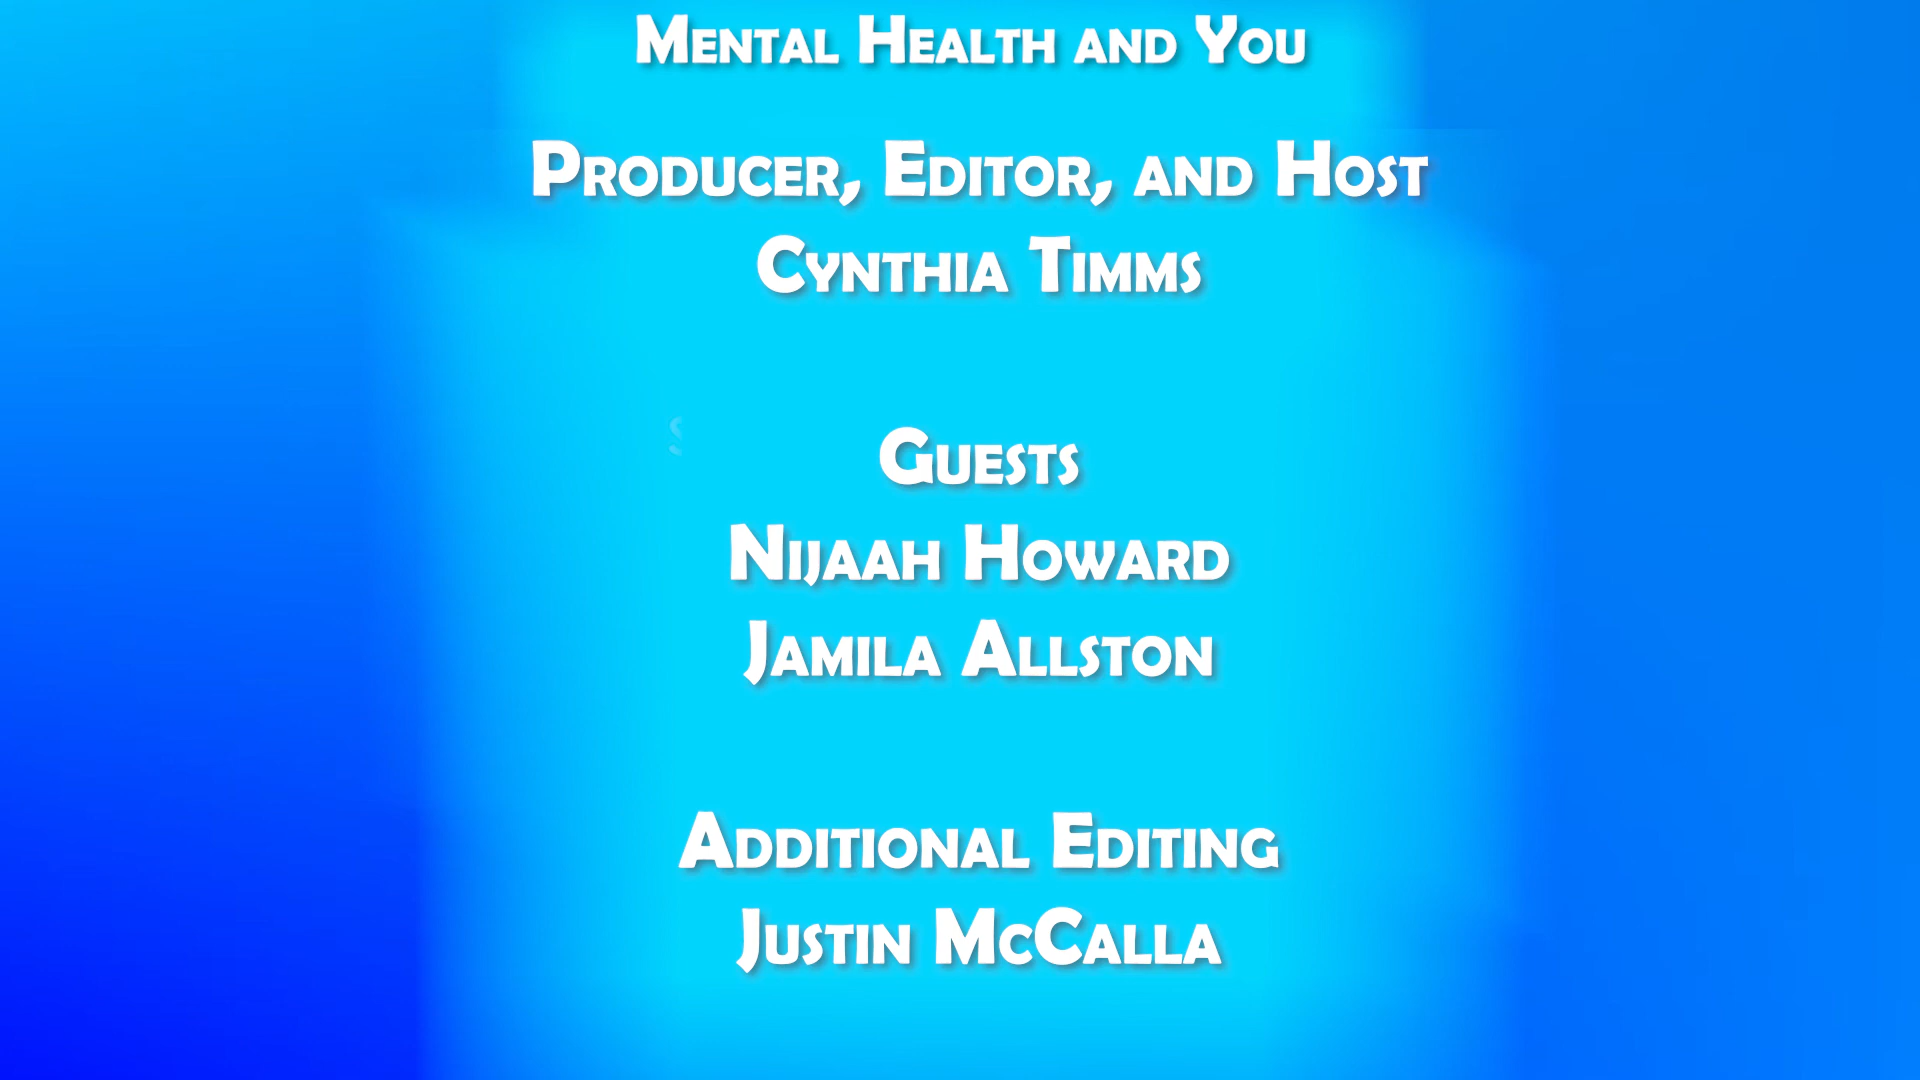 Mental Health and You
Producer, Editor, and Host
Cynthia Timms
Guests
Nijaah Howard
Jamila Allston
Additional Editing
Justin McCalla